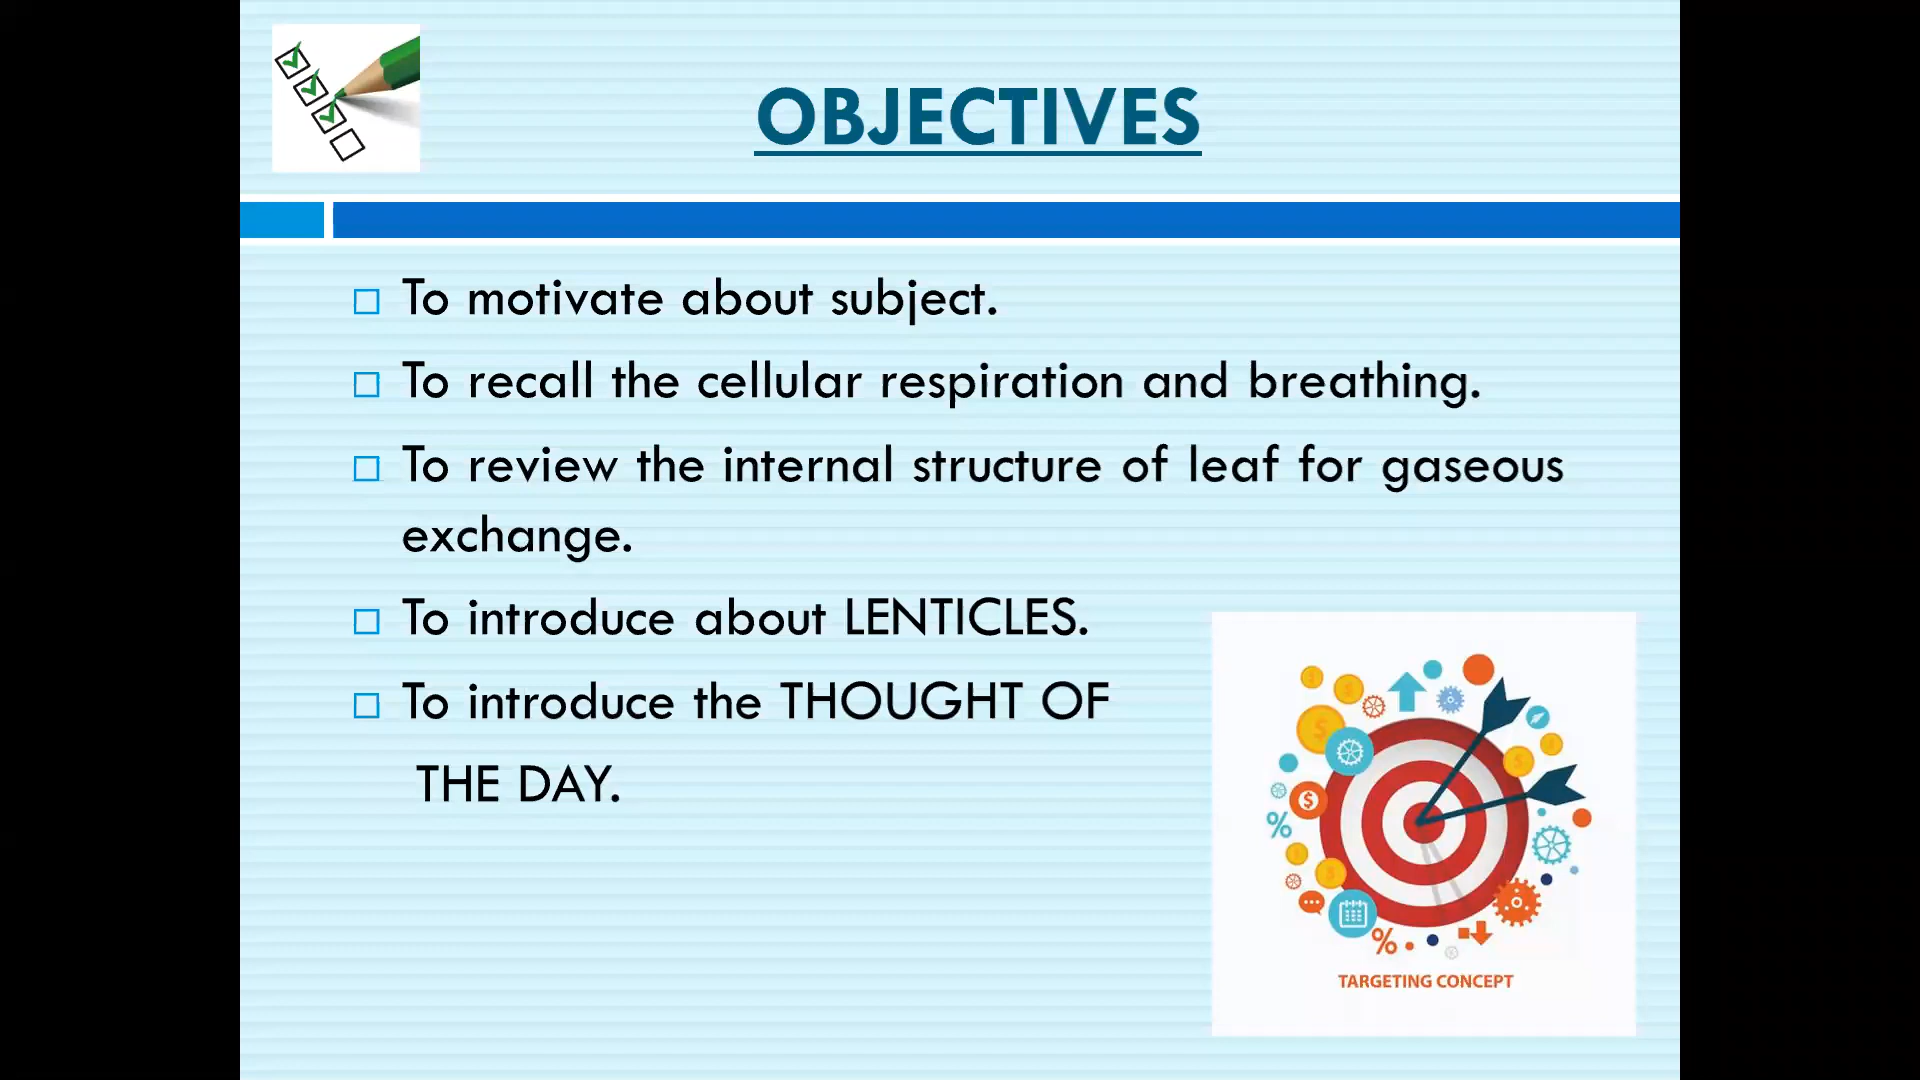 OBJECTIVES
To motivate about subject.
To recall the cellular respiration and breathing.
To review the internal structure of leaf for gaseous
exchange.
To introduce about LENTICLES.
To introduce the THOUGHT OF
THE DAY.
TARGETING CONCEPT